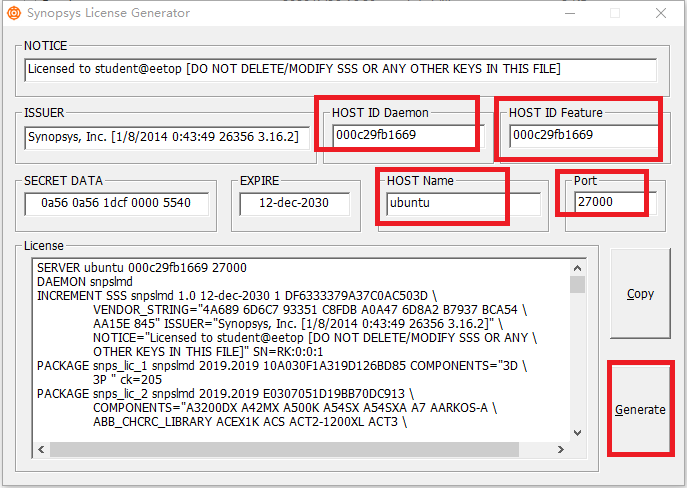 Synopsys License Generator
NOTICE
Licensed to student@eetop [DO NOT DELETE/MODIFY SSS OR ANY OTHER KEYS IN THIS FILE]
ISSUER
Synopsys, Inc. [1/8/2014 0:43:49 26356 3.16.2]
HOST ID Daemon
000c29fb1669
HOST ID Feature
000c29fb1669
SECRET DATA
0a56 0a56 1dcf 0000 5540
EXPIRE
12-dec-2030
HOST Name
ubuntu
Port
27000
License
SERVER ubuntu 000c29fb1669 27000
DAEMON snpslmd
INCREMENT SSS snpslmd 1.0 12-dec-2030 1 DF6333379A37C0AC503D \
VENDOR_STRING="4A689 6D6C7 93351 C8FDB A0A47 6D8A2 B7937 BCA54 \
AA15E 845" ISSUER="Synopsys, Inc. [1/8/2014 0:43:49 26356 3.16.2]" \
NOTICE="Licensed to student@eetop [DO NOT DELETE/MODIFY SSS OR ANY \
OTHER KEYS IN THIS FILE]" SN=RK:0:0:1
PACKAGE snps_lic_1 snpslmd 2019.2019 10A030F1A319D126BD85 COMPONENTS="3D \
3P " ck=205
PACKAGE snps_lic_2 snpslmd 2019.2019 E0307051D19BB70DC913 \
COMPONENTS="A3200DX A42MX A500K A54SX A54SXA A7 AARKOS-A \
ABB_CHCRC_LIBRARY ACEX1K ACS ACT2-1200XL ACT3 \
Copy
Generate